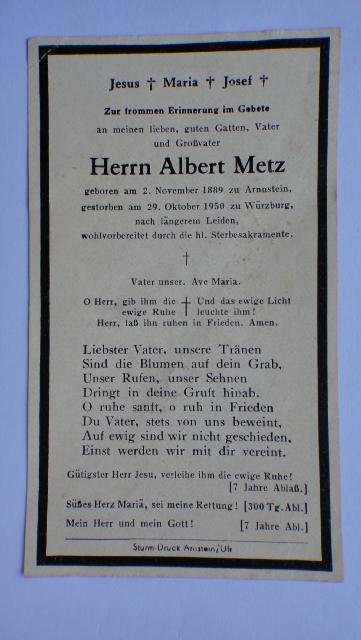 Jesus † Maria † Josef †
Zur frommen Erinnerung im Gebete
an meinen lieben, guten Gatten, Vater
und Großvater
Herrn Albert Metz
geboren am 2. November 1889 zu Arnnstein,
gestorben am 29. Oktober 1950 zu Würzburg,
nach längerem Leiden,
wohlvorbereitet durch die hl. Sterbesakramente.
†
Vater unser. Ave Maria.
O Herr, gib ihm die † Und das ewige Licht
ewige Ruhe † leuchte ihm!
Herr, laß ihn ruhen in Frieden. Amen.
Liebster Vater, unsere Tränen
Sind die Blumen auf dein Grab,
Unser Rufen, unser Sehnen
Dringt in deine Gruft hinab.
O ruhe sanft, o ruh in Frieden
Du Vater, stets von uns beweint,
Auf ewig sind wir nicht geschieden,
Einst werden wir mit dir vereint.
Gütigster Herr Jesu, verleihe ihm die ewige Ruhe!
[7 Jahre Ablaß.]
Süßes Herz Mariä, sei meine Rettung! [300 Tg. Abl.]
Mein Herr und mein Gott! [7 Jahre Abl.]
Sturm-Druck Arnstein/Ufr